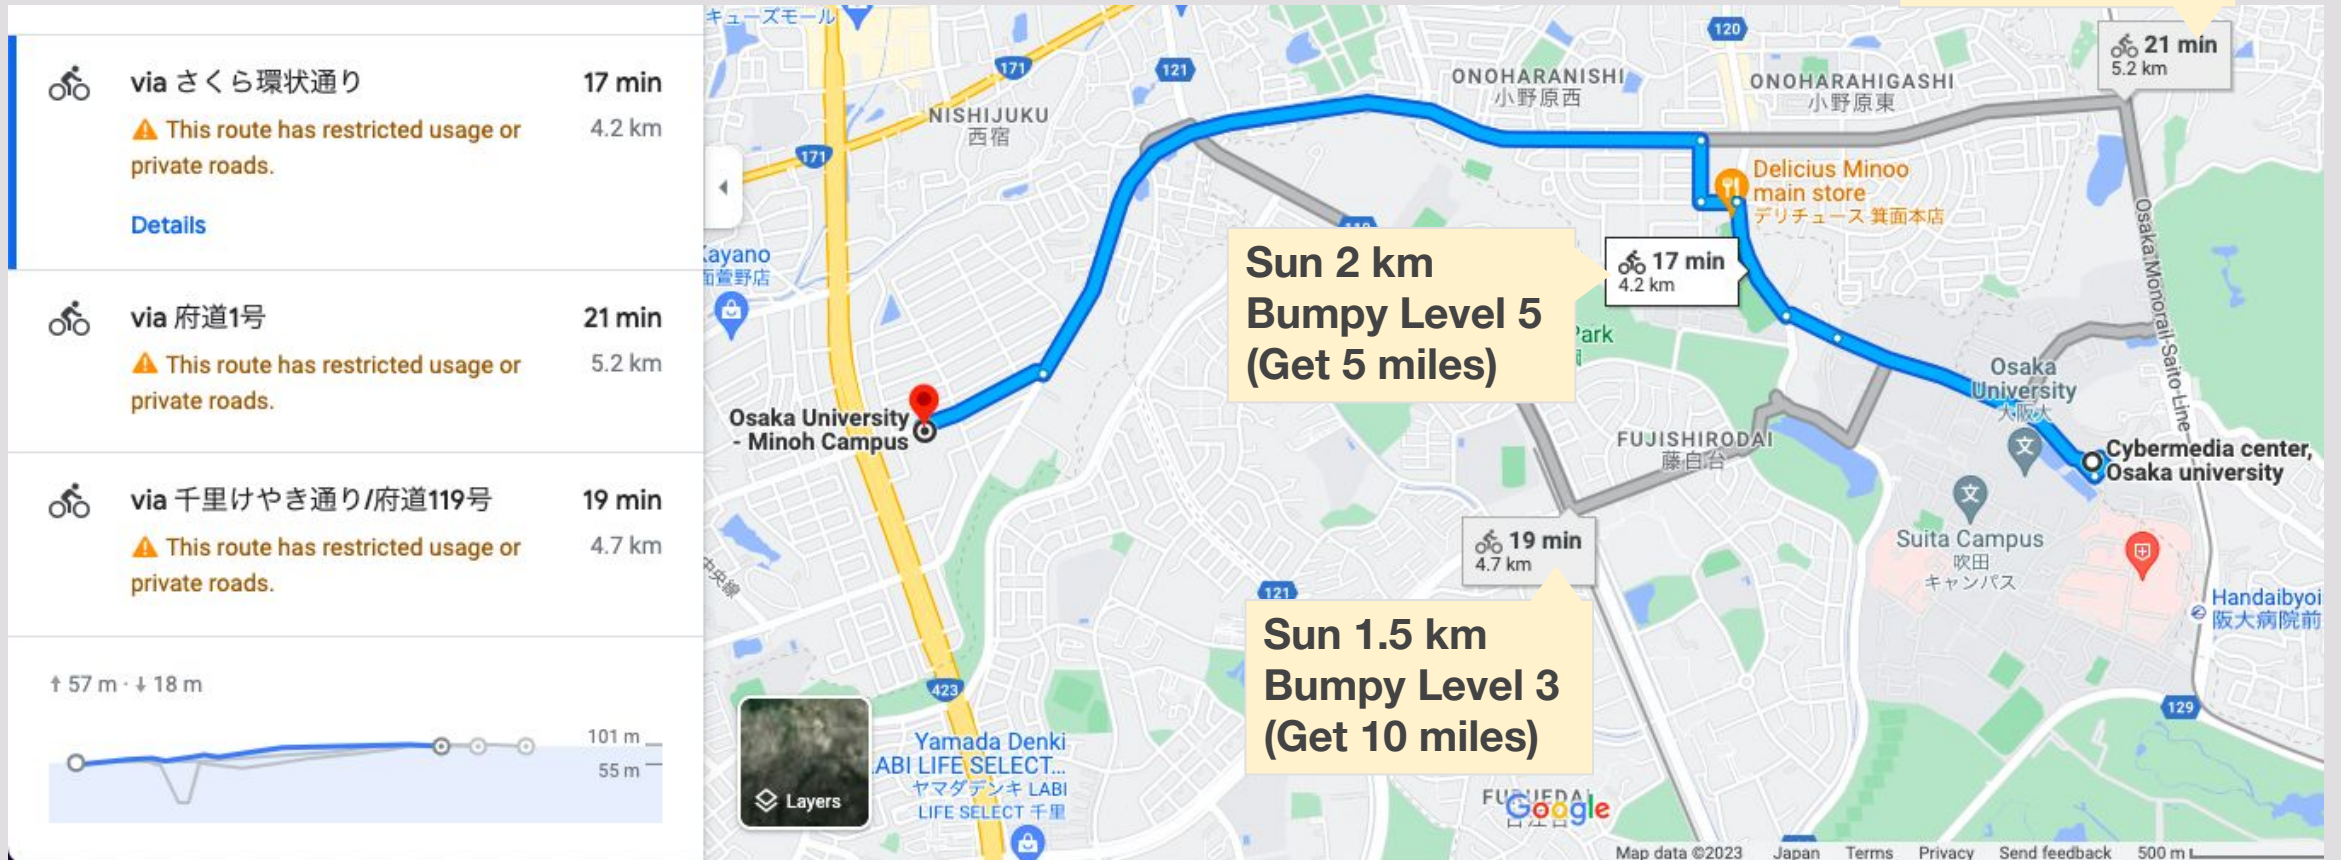 via さくら環状通り
17 min
This route has restricted usage or
4.2 km
private roads.
Details
via 府道1号
21 min
This route has restricted usage or
5.2 km
private roads.
via 千里けやき通り/府道119号
19 min
This route has restricted usage or
4.7 km
private roads.
57 m · 18 m
101 m
55 m
キューズモール
171
121
120
171
NISHIJUKU
西宿
ONOHARANISHI
小野原西
ONOHARAHIGASHI
小野原東
21 min
5.2 km
Delicius Minoo
main store
デリチュース 箕面本店
Kayano
面萱野店
Sun 2 km
Bumpy Level 5
(Get 5 miles)
17 min
4.2 km
Park
Osaka Monorail Saito Line
Osaka
University
大阪大
Osaka University
- Minoh Campus
FUJISHIRODAI
藤白台
Cybermedia center,
Osaka university
文
文
Suita Campus
吹田
キャンパス
19 min
4.7 km
中央線
121
Handaibyoi
阪大病院前
Sun 1.5 km
Bumpy Level 3
(Get 10 miles)
423
129
Yamada Denki
LABI LIFE SELECT...
ヤマダデンキ LABI
LIFE SELECT 千里
Layers
Google
Map data ©2023
Japan
Terms
Privacy
Send feedback
500 m